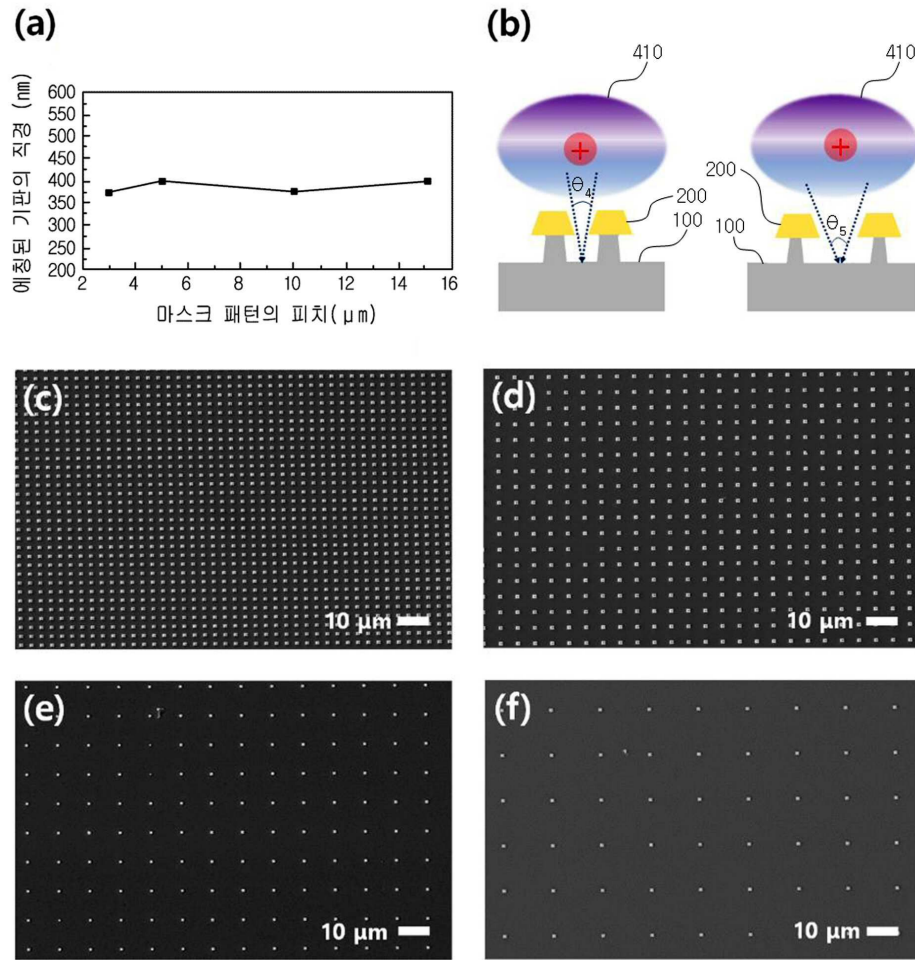 (a)
에칭된 기판의 직경 (nm)
600
550
500
450
400
350
300
250
200
2 4 6 8 10 12 14 16
마스크 패턴의 피치(μm)
(b)
410 410
+ +
θ4 θ5
200 200
100 100
(c)
10 μm
(d)
10 μm
(e)
10 μm
(f)
10 μm